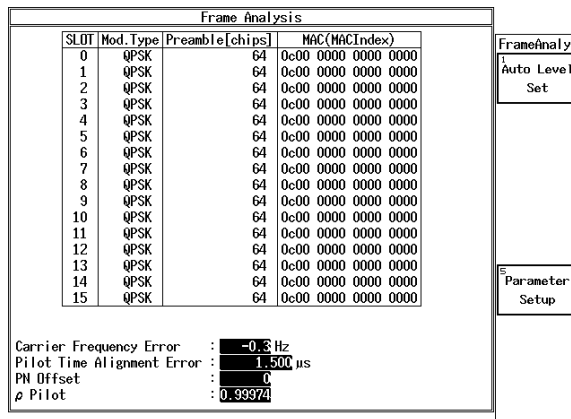 Frame Analysis
SLOT Mod.Type Preamble[chips] MAC(MACIndex)
0 QPSK 64 0c00 0000 0000 0000
1 QPSK 64 0c00 0000 0000 0000
2 QPSK 64 0c00 0000 0000 0000
3 QPSK 64 0c00 0000 0000 0000
4 QPSK 64 0c00 0000 0000 0000
5 QPSK 64 0c00 0000 0000 0000
6 QPSK 64 0c00 0000 0000 0000
7 QPSK 64 0c00 0000 0000 0000
8 QPSK 64 0c00 0000 0000 0000
9 QPSK 64 0c00 0000 0000 0000
10 QPSK 64 0c00 0000 0000 0000
11 QPSK 64 0c00 0000 0000 0000
12 QPSK 64 0c00 0000 0000 0000
13 QPSK 64 0c00 0000 0000 0000
14 QPSK 64 0c00 0000 0000 0000
15 QPSK 64 0c00 0000 0000 0000
Carrier Frequency Error : -0.3 Hz
Pilot Time Alignment Error : 1.500 µs
PN Offset : 0
ρ Pilot : 0.99974
FrameAnaly
1
Auto Level
Set
5
Parameter
Setup